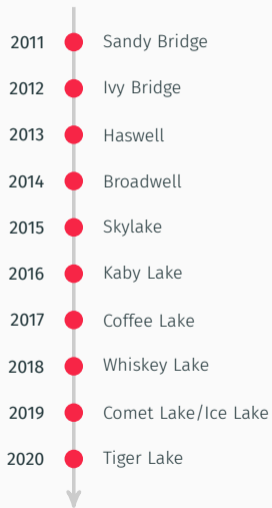 2011 Sandy Bridge
2012 Ivy Bridge
2013 Haswell
2014 Broadwell
2015 Skylake
2016 Kaby Lake
2017 Coffee Lake
2018 Whiskey Lake
2019 Comet Lake/Ice Lake
2020 Tiger Lake